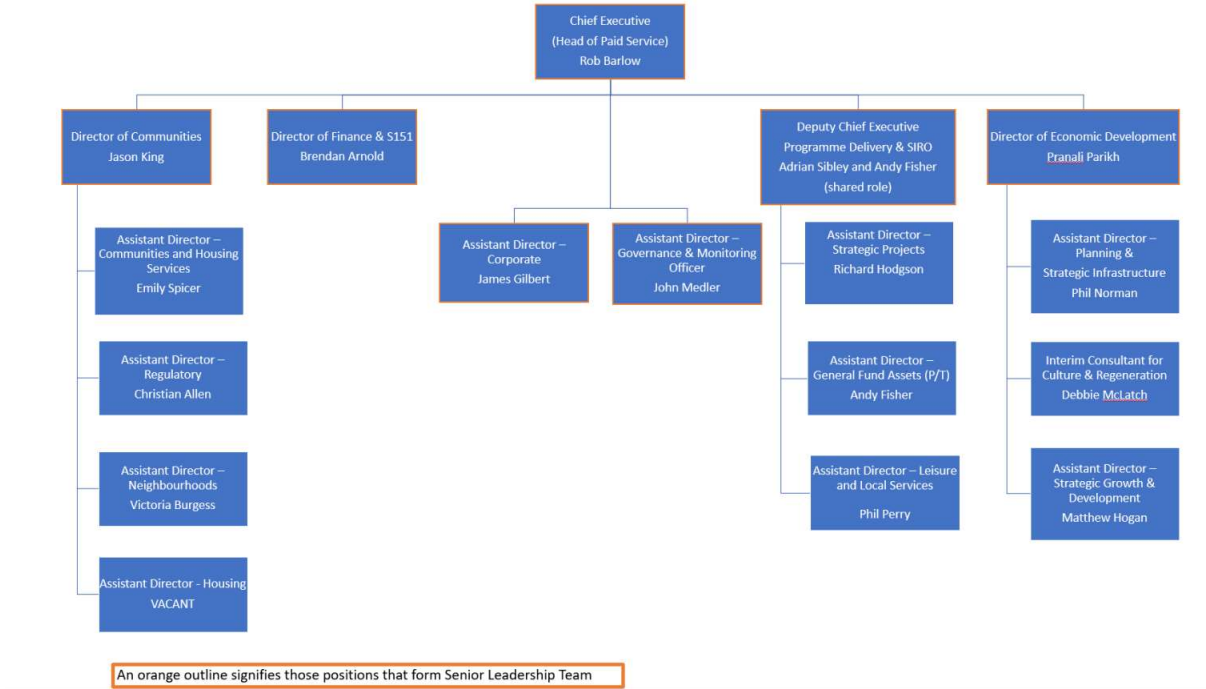 Chief Executive
(Head of Paid Service)
Rob Barlow
Director of Communities
Jason King
Director of Finance & S151
Brendan Arnold
Deputy Chief Executive
Programme Delivery & SIRO
Adrian Sibley and Andy Fisher
(shared role)
Director of Economic Development
Pranali Parikh
Assistant Director –
Communities and Housing
Services
Emily Spicer
Assistant Director –
Regulatory
Christian Allen
Assistant Director –
Neighbourhoods
Victoria Burgess
Assistant Director - Housing
VACANT
Assistant Director –
Corporate
James Gilbert
Assistant Director –
Governance & Monitoring
Officer
John Medler
Assistant Director –
Strategic Projects
Richard Hodgson
Assistant Director –
General Fund Assets (P/T)
Andy Fisher
Assistant Director – Leisure
and Local Services
Phil Perry
Assistant Director –
Planning &
Strategic Infrastructure
Phil Norman
Interim Consultant for
Culture & Regeneration
Debbie McLatch
Assistant Director –
Strategic Growth &
Development
Matthew Hogan
An orange outline signifies those positions that form Senior Leadership Team